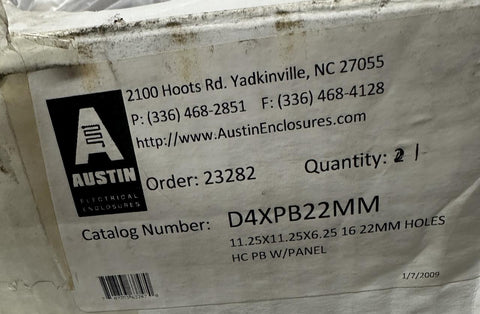 2100 Hoots Rd. Yadkinville, NC 27055
P: (336) 468-2851 F: (336) 468-4128
http://www.AustinEnclosures.com
AUSTIN
ELECTRICAL
ENCLOSURES
Order: 23282
Quantity: 2 1
Catalog Number: D4XPB22MM
11.25X11.25X6.25 16 22MM HOLES
HC PB W/PANEL
1/7/2009